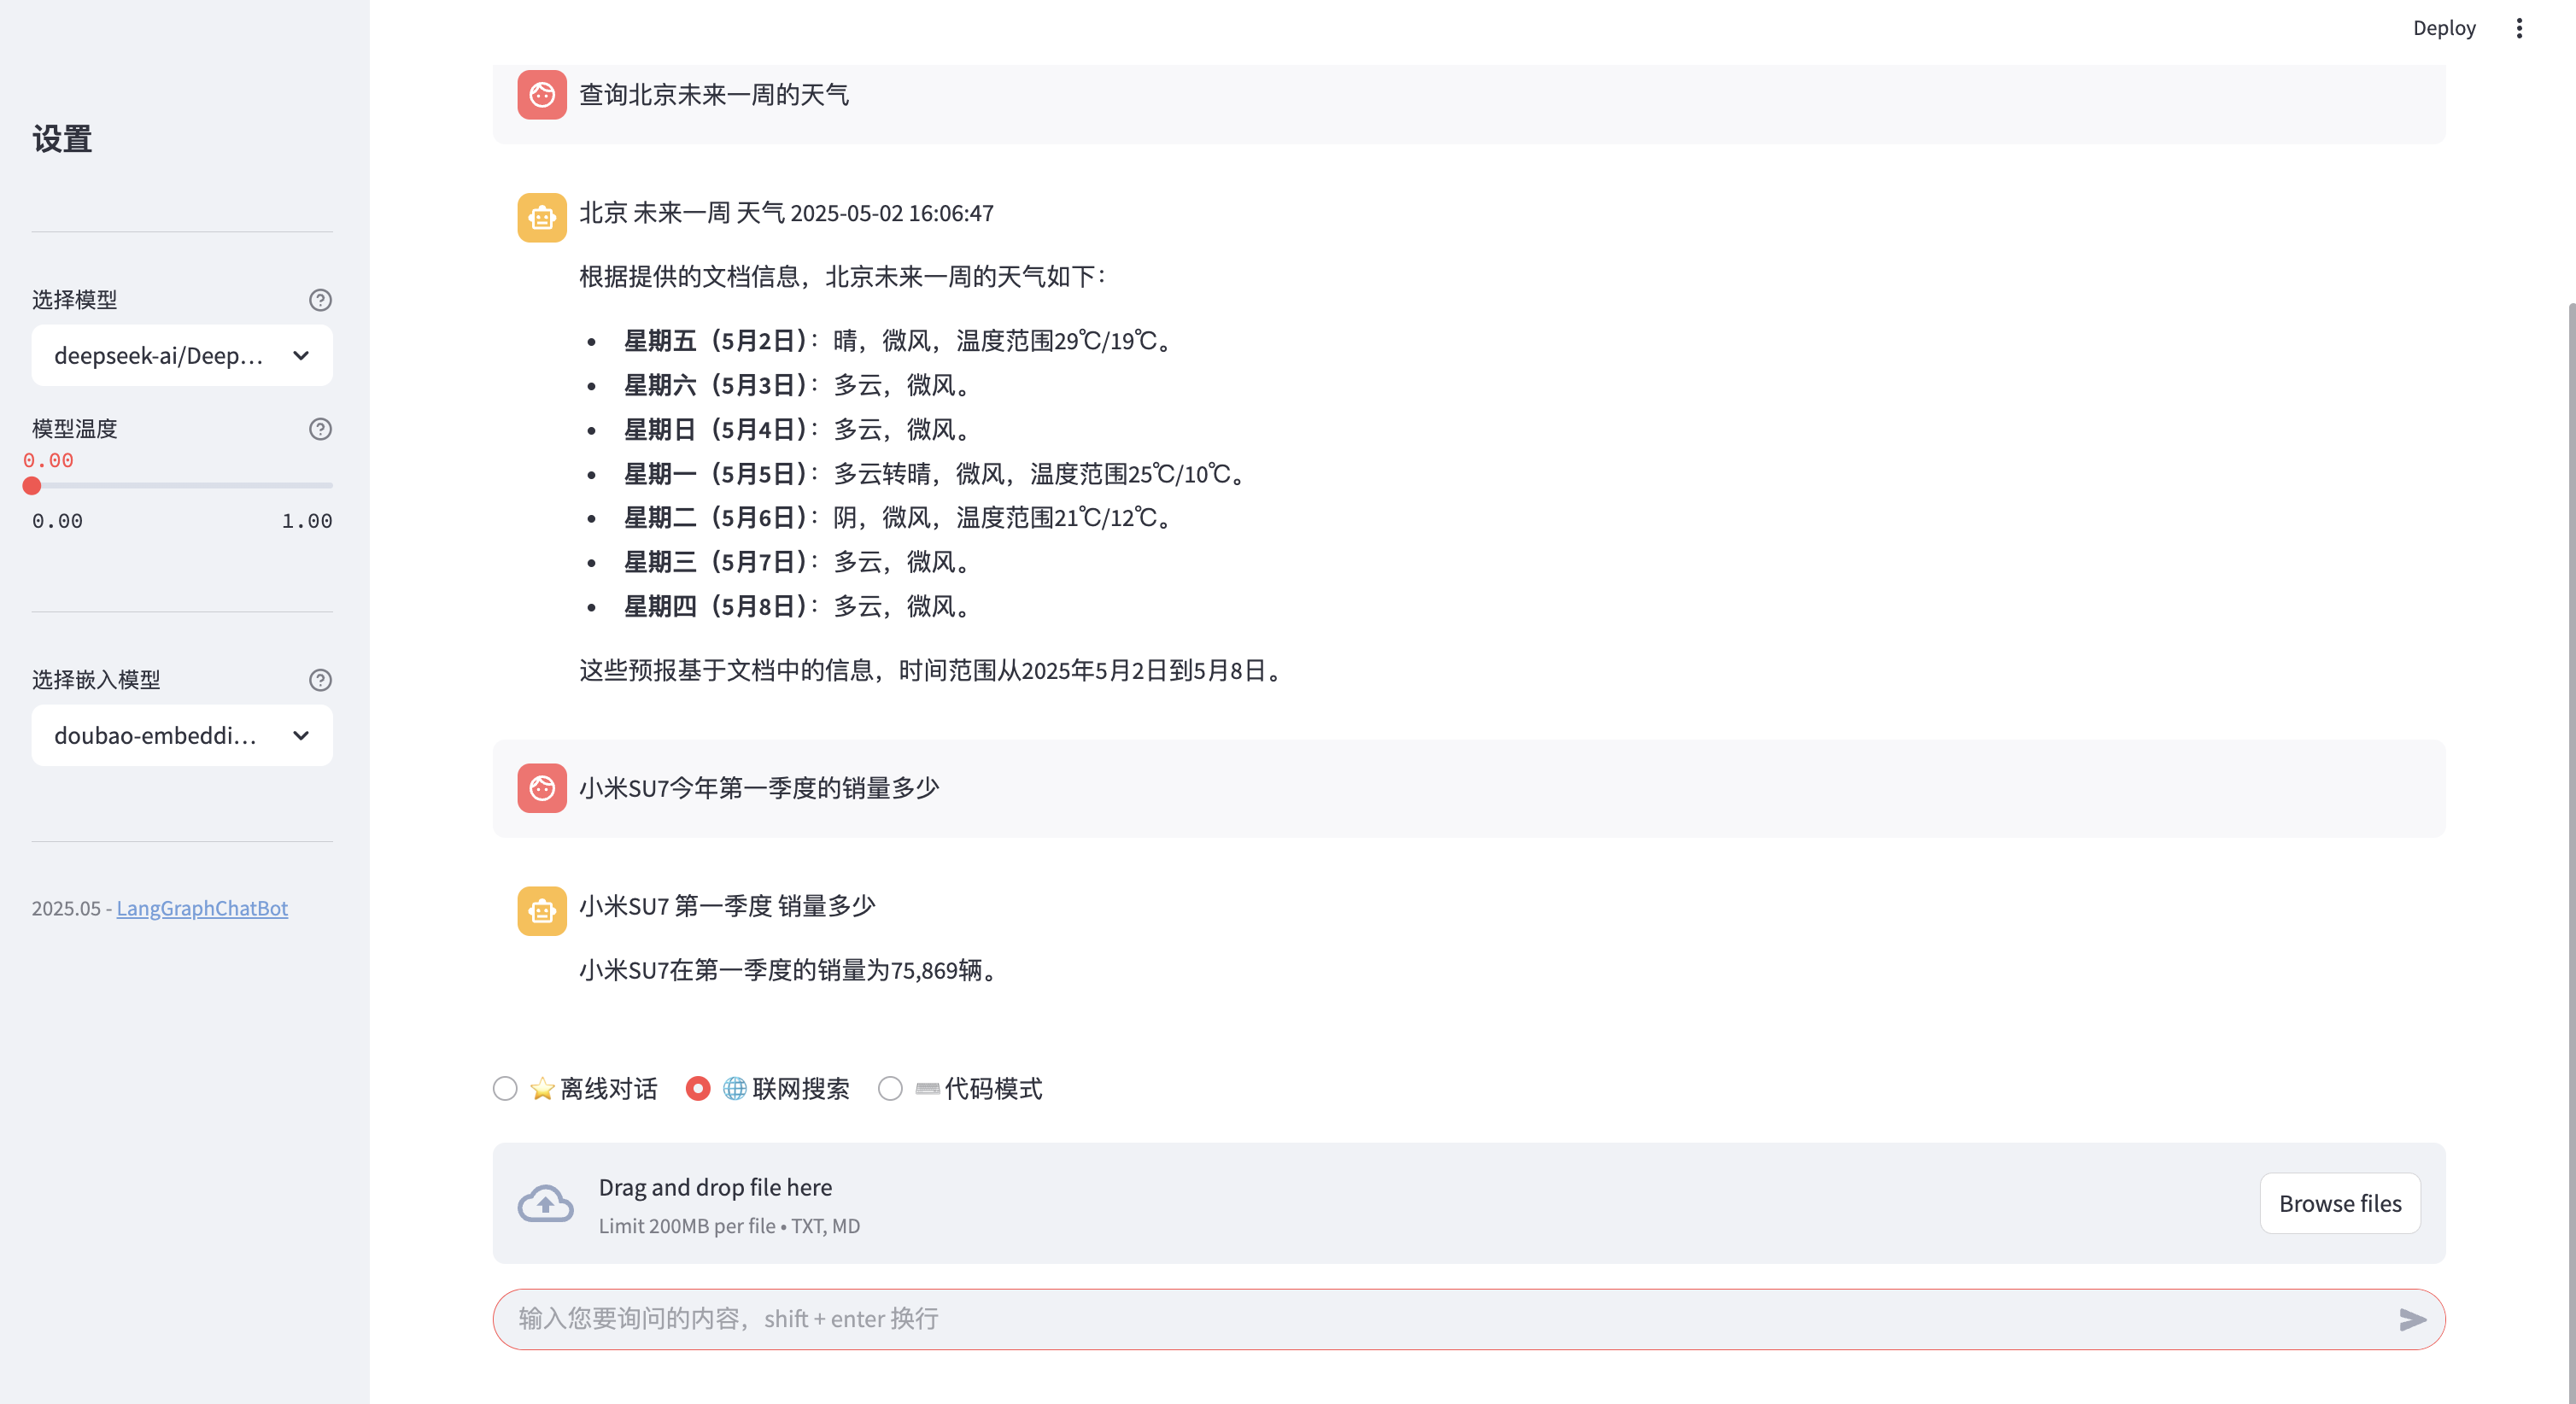 Deploy
设置
选择模型
deepseek-ai/Deep...
模型温度
0.00
0.00 1.00
选择嵌入模型
doubao-embeddi...
2025.05 - LangGraphChatBot
查询北京未来一周的天气
北京 未来一周 天气 2025-05-02 16:06:47
根据提供的文档信息，北京未来一周的天气如下：
• 星期五（5月2日）：晴，微风，温度范围29℃/19℃。
• 星期六（5月3日）：多云，微风。
• 星期日（5月4日）：多云，微风。
• 星期一（5月5日）：多云转晴，微风，温度范围25℃/10℃。
• 星期二（5月6日）：阴，微风，温度范围21℃/12℃。
• 星期三（5月7日）：多云，微风。
• 星期四（5月8日）：多云，微风。
这些预报基于文档中的信息，时间范围从2025年5月2日到5月8日。
小米SU7今年第一季度的销量多少
小米SU7 第一季度 销量多少
小米SU7在第一季度的销量为75,869辆。
⭐离线对话 🌐联网搜索 ⌨️代码模式
Drag and drop file here
Limit 200MB per file • TXT, MD
Browse files
输入您要询问的内容，shift + enter 换行